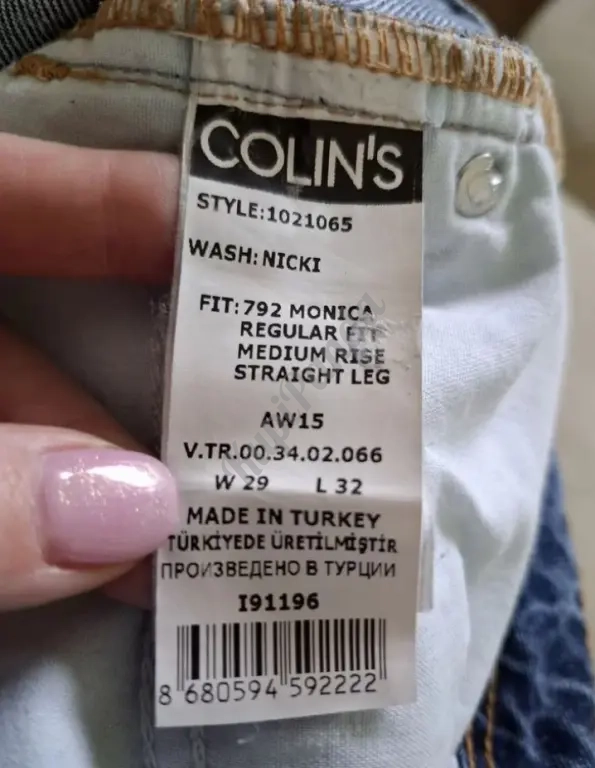 COLIN'S
STYLE:1021065
WASH: NICKI
FIT: 792 MONICA
REGULAR FIT
MEDIUM RISE
STRAIGHT LEG
AW15
V.TR.00.34.02.066
W 29 L 32
MADE IN TURKEY
TÜRKİYEDE ÜRETİLMİŞTİR
ПРОИЗВЕДЕНО В ТУРЦИИ
I91196
8 680594 592222